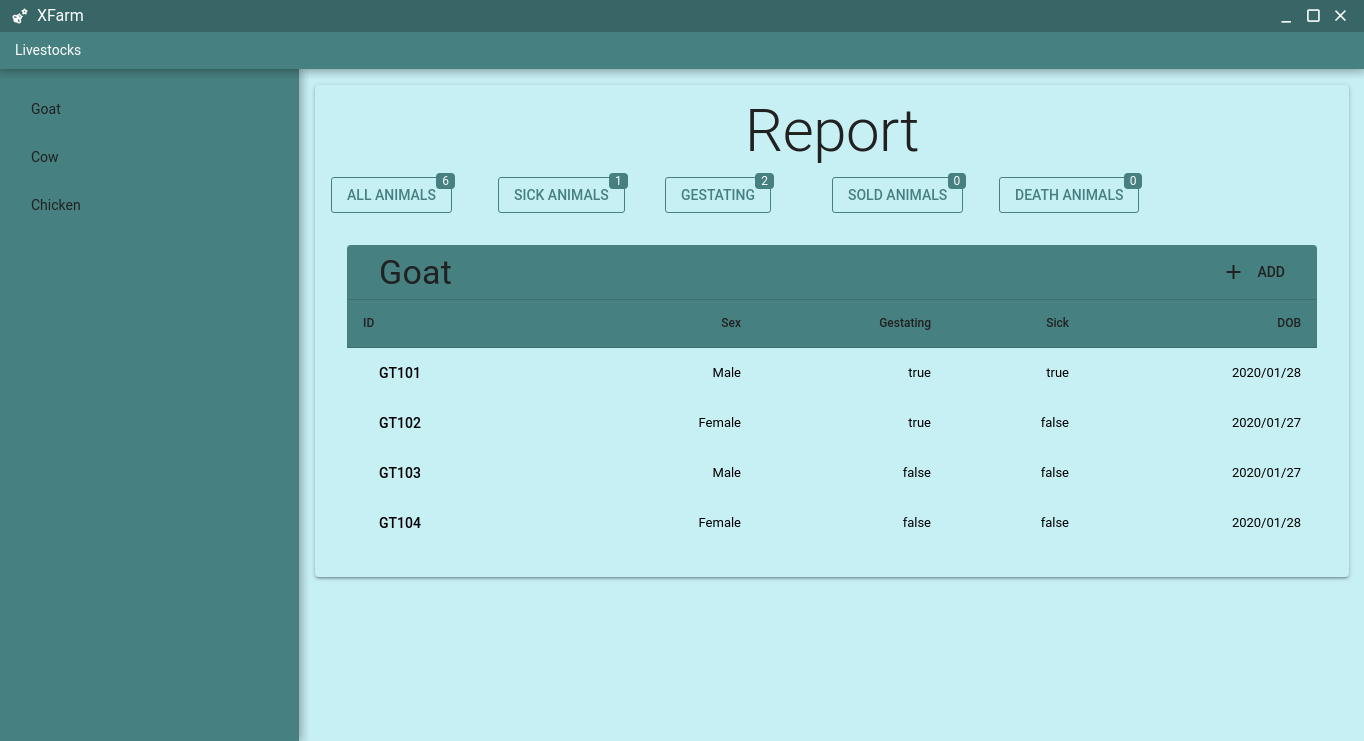 XFarm
Livestocks
Goat
Cow
Chicken
Report
ALL ANIMALS 6 SICK ANIMALS 1 GESTATING 2 SOLD ANIMALS 0 DEATH ANIMALS 0
Goat + ADD
ID Sex Gestating Sick DOB
GT101 Male true true 2020/01/28
GT102 Female true false 2020/01/27
GT103 Male false false 2020/01/27
GT104 Female false false 2020/01/28